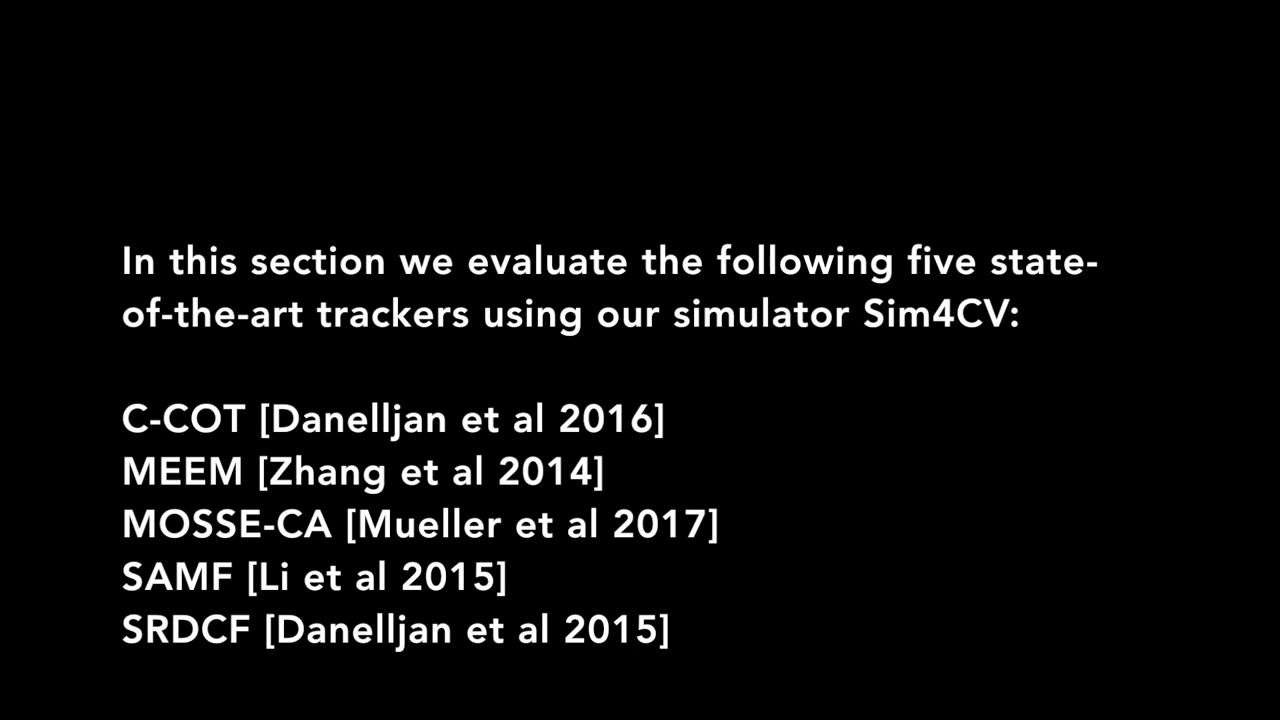 In this section we evaluate the following five state-
of-the-art trackers using our simulator Sim4CV:
C-COT [Danelljan et al 2016]
MEEM [Zhang et al 2014]
MOSSE-CA [Mueller et al 2017]
SAMF [Li et al 2015]
SRDCF [Danelljan et al 2015]